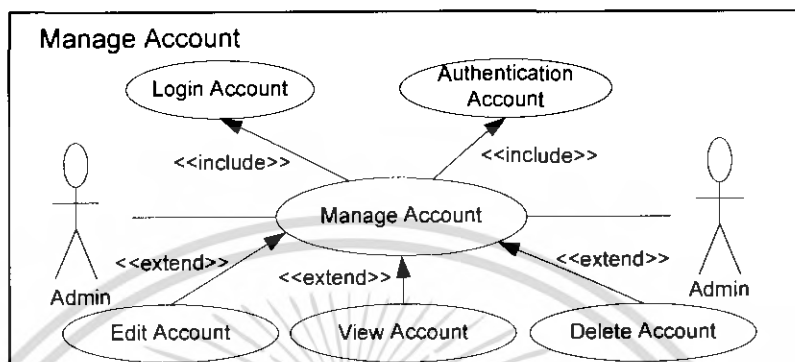 Manage Account
Login Account
Authentication
Account
<<include>>
<<include>>
Manage Account
<<extend>>
<<extend>>
<<extend>>
Admin
Admin
Edit Account
View Account
Delete Account